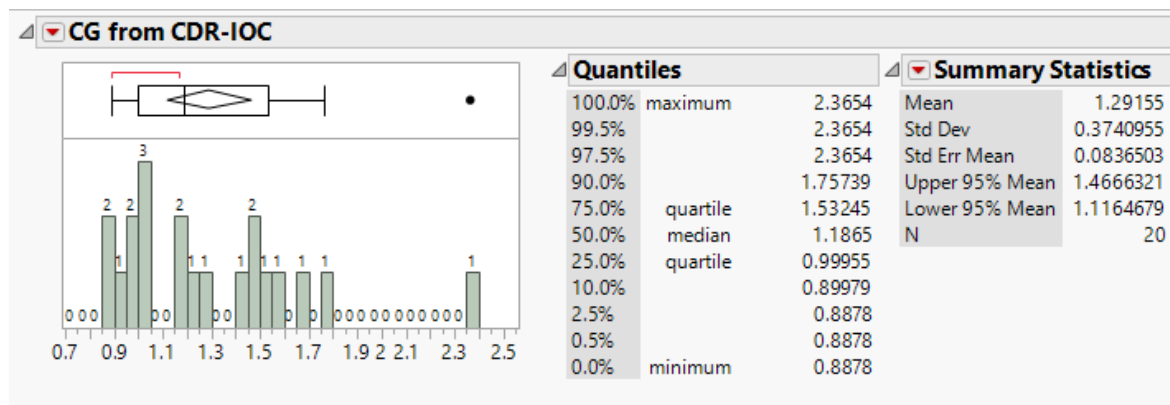 CG from CDR-IOC
3
2 2 2 2
1 1 1 1 1 1 1 1 1
0 0 0 0 0 0 0 0 0 0 0 0 0 0 0 0 0 0 0 0
0.7 0.9 1.1 1.3 1.5 1.7 1.9 2 2.1 2.3 2.5
Quantiles
100.0% maximum 2.3654
99.5% 2.3654
97.5% 2.3654
90.0% 1.75739
75.0% quartile 1.53245
50.0% median 1.1865
25.0% quartile 0.99955
10.0% 0.89979
2.5% 0.8878
0.5% 0.8878
0.0% minimum 0.8878
Summary Statistics
Mean 1.29155
Std Dev 0.3740955
Std Err Mean 0.0836503
Upper 95% Mean 1.4666321
Lower 95% Mean 1.1164679
N 20